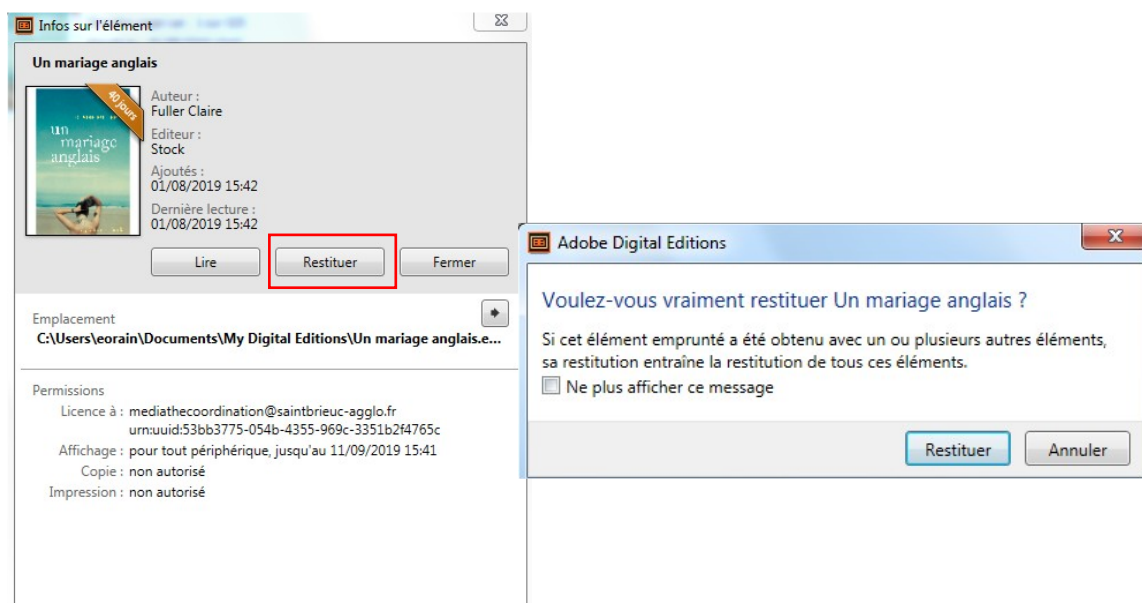 Infos sur l'élément
Un mariage anglais
40 jours
un
mariage
anglais
Auteur :
Fuller Claire
Editeur :
Stock
Ajoutés :
01/08/2019 15:42
Dernière lecture :
01/08/2019 15:42
Lire
Restituer
Fermer
Emplacement
C:\Users\eorain\Documents\My Digital Editions\Un mariage anglais.e...
Permissions
Licence à : mediathecoordination@saintbrieuc-agglo.fr
urn:uuid:53bb3775-054b-4355-969c-3351b2f4765c
Affichage : pour tout périphérique, jusqu'au 11/09/2019 15:41
Copie : non autorisé
Impression : non autorisé
Adobe Digital Editions
Voulez-vous vraiment restituer Un mariage anglais ?
Si cet élément emprunté a été obtenu avec un ou plusieurs autres éléments,
sa restitution entraîne la restitution de tous ces éléments.
Ne plus afficher ce message
Restituer
Annuler